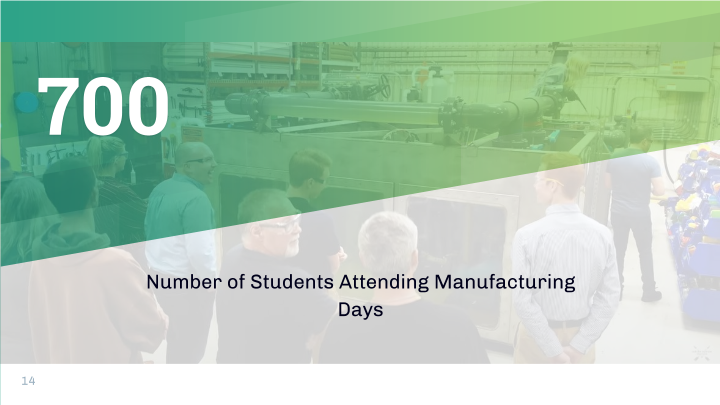 700
Number of Students Attending Manufacturing
Days
14